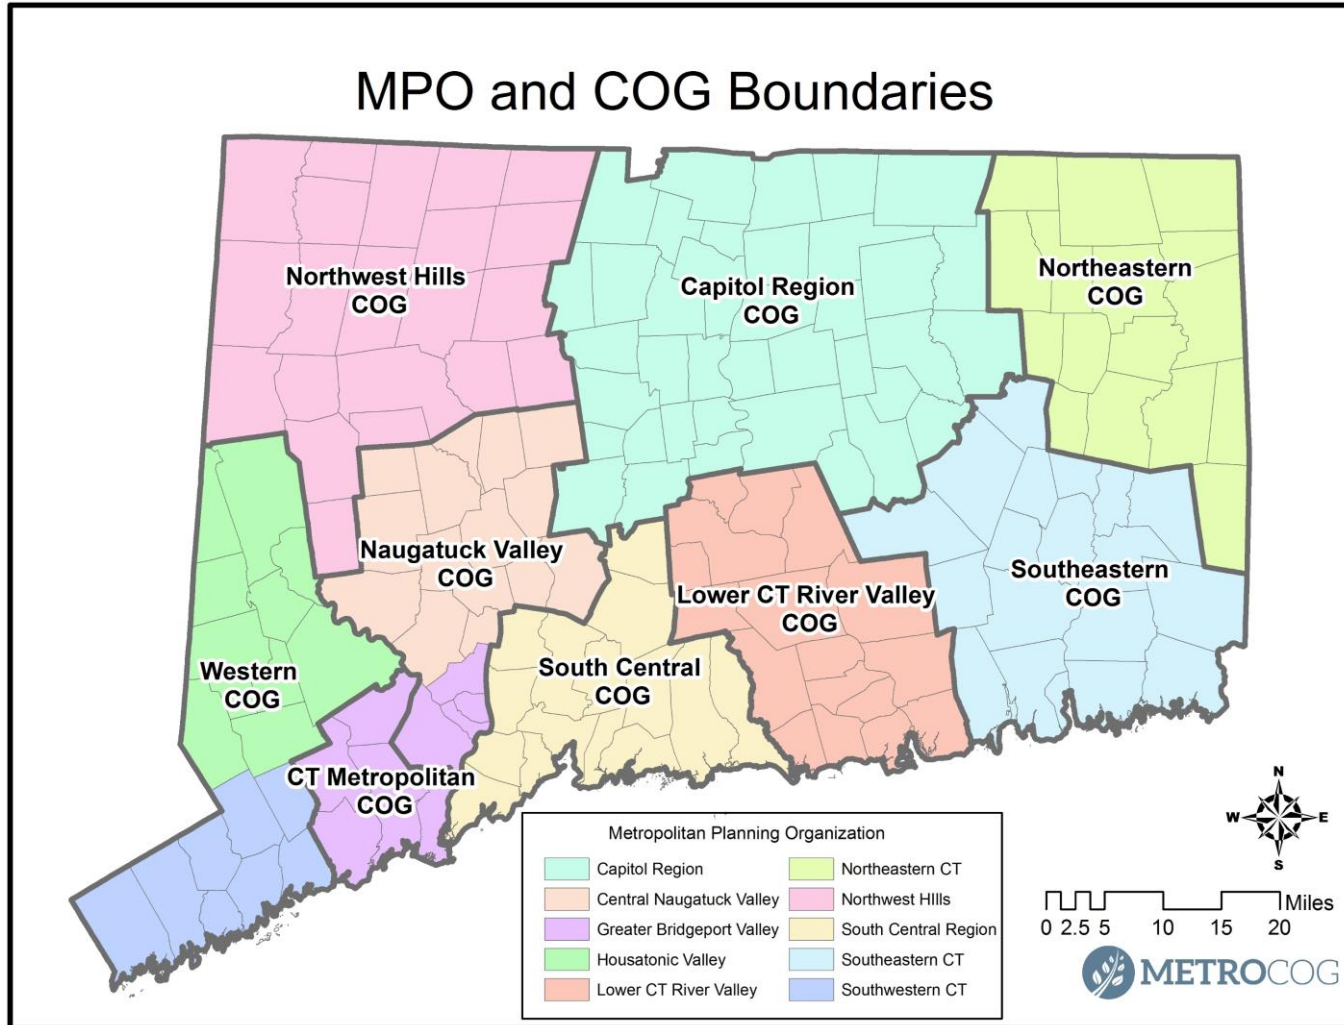 MPO and COG Boundaries
Northwest Hills
COG
Capitol Region
COG
Northeastern
COG
Naugatuck Valley
COG
Lower CT River Valley
COG
Southeastern
COG
Western
COG
South Central
COG
CT Metropolitan
COG
Metropolitan Planning Organization
Capitol Region
Central Naugatuck Valley
Greater Bridgeport Valley
Housatonic Valley
Lower CT River Valley
Northeastern CT
Northwest HIlls
South Central Region
Southeastern CT
Southwestern CT
N
W E
S
Miles
0 2.5 5 10 15 20
METROCOG